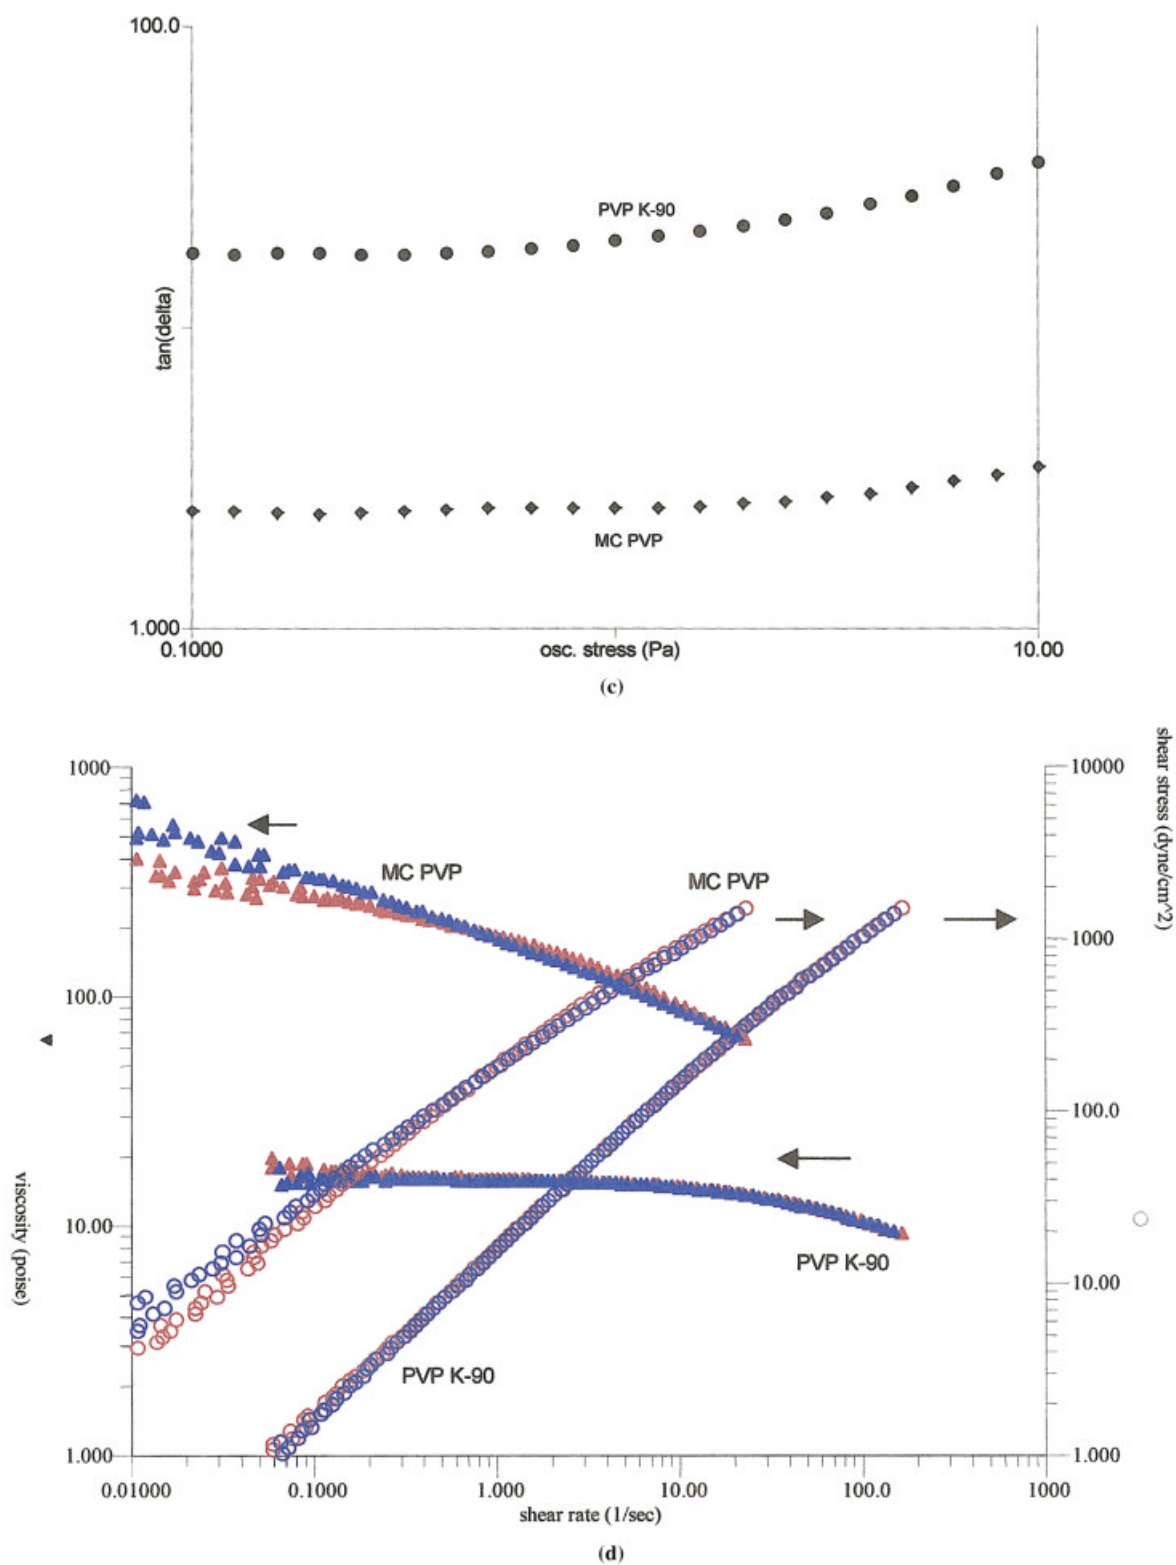 100.0
PVP K-90
tan(delta)
MC PVP
1.000
0.1000
osc. stress (Pa)
10.00
(c)
shear stress (dyne/cm^2)
1000
10000
MC PVP
MC PVP
1000
100.0
100.0
viscosity (poise)
10.00
PVP K-90
10.00
PVP K-90
1.000
1.000
0.01000
0.1000
1.000
10.00
100.0
1000
shear rate (1/sec)
(d)